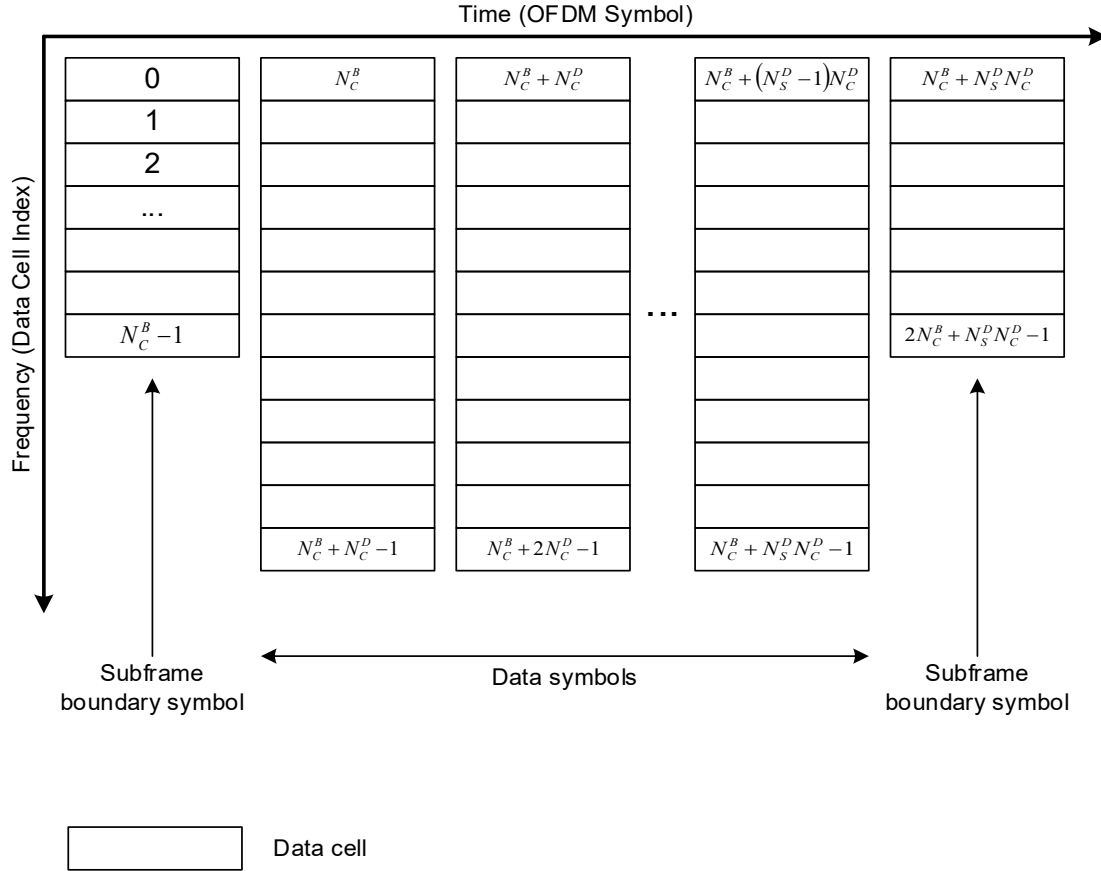 Time (OFDM Symbol)
Frequency (Data Cell Index)
0
1
2
...
N_C^B − 1
N_C^B
N_C^B + N_C^D − 1
N_C^B + N_C^D
N_C^B + 2N_C^D − 1
...
N_C^B + (N_S^D − 1)N_C^D
N_C^B + N_S^D N_C^D − 1
N_C^B + N_S^D N_C^D
2N_C^B + N_S^D N_C^D − 1
Subframe
boundary symbol
Data symbols
Subframe
boundary symbol
Data cell